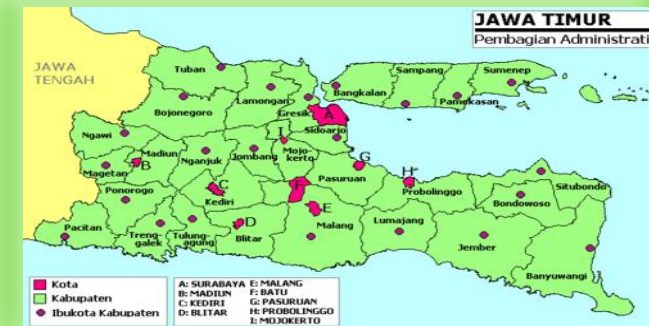 JAWA TIMUR
Pembagian Administrati
JAWA
TENGAH
Tuban
Sampang
Sumenep
Bangkalan
Pamekasan
Lamongan
Gresik
A
Bojonegoro
Sidoarjo
I
Ngawi
Madiun
B
Nganjuk
Jombang
Mojo-
kerto
G
Pasuruan
H
Magetan
Ponorogo
C
Kediri
F
Probolinggo
Situbondo
Bondowoso
E
Pacitan
Treng-
galek
Tulung-
agung
D
Blitar
Malang
Lumajang
Jember
Banyuwangi
Kota
Kabupaten
Ibukota Kabupaten
A: SURABAYA E: MALANG
B: MADIUN F: BATU
C: KEDIRI G: PASURUAN
D: BLITAR H: PROBOLINGGO
I: MOJOKERTO